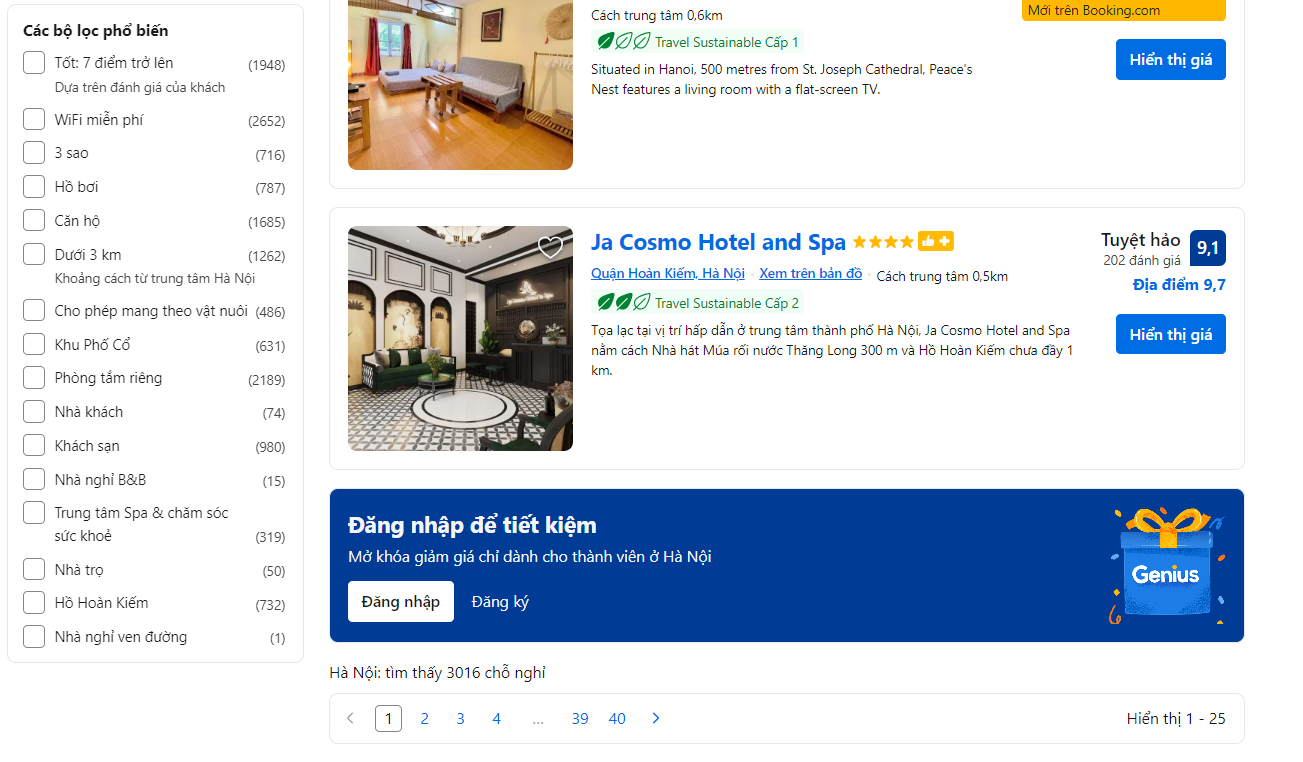 Các bộ lọc phổ biến
Tốt: 7 điểm trở lên (1948)
Dựa trên đánh giá của khách
WiFi miễn phí (2652)
3 sao (716)
Hồ bơi (787)
Căn hộ (1685)
Dưới 3 km (1262)
Khoảng cách từ trung tâm Hà Nội
Cho phép mang theo vật nuôi (486)
Khu Phố Cổ (631)
Phòng tắm riêng (2189)
Nhà khách (74)
Khách sạn (980)
Nhà nghỉ B&B (15)
Trung tâm Spa & chăm sóc
sức khoẻ (319)
Nhà trọ (50)
Hồ Hoàn Kiếm (732)
Nhà nghỉ ven đường (1)
Cách trung tâm 0,6km
Mới trên Booking.com
Travel Sustainable Cấp 1
Situated in Hanoi, 500 metres from St. Joseph Cathedral, Peace's
Nest features a living room with a flat-screen TV.
Hiển thị giá
Ja Cosmo Hotel and Spa
Quận Hoàn Kiếm, Hà Nội Xem trên bản đồ Cách trung tâm 0,5km
Travel Sustainable Cấp 2
Tọa lạc tại vị trí hấp dẫn ở trung tâm thành phố Hà Nội, Ja Cosmo Hotel and Spa
nằm cách Nhà hát Múa rối nước Thăng Long 300 m và Hồ Hoàn Kiếm chưa đầy 1
km.
Tuyệt hảo 9,1
202 đánh giá
Địa điểm 9,7
Hiển thị giá
Đăng nhập để tiết kiệm
Mở khóa giảm giá chỉ dành cho thành viên ở Hà Nội
Đăng nhập Đăng ký
Genius
Hà Nội: tìm thấy 3016 chỗ nghỉ
1 2 3 4 ... 39 40
Hiển thị 1 - 25